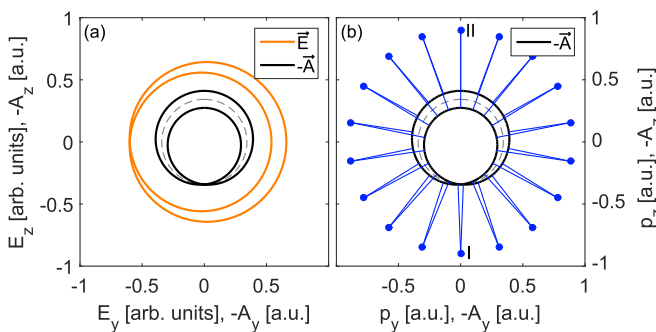 (a)
E⃗
-A⃗
1
0.5
0
-0.5
-1
-1
-0.5
0
0.5
E_z [arb. units], -A_z [a.u.]
E_y [arb. units], -A_y [a.u.]
(b)
II
-A⃗
I
1
0.5
0
-0.5
-1
-0.5
0
0.5
1
p_z [a.u.], -A_z [a.u.]
p_y [a.u.], -A_y [a.u.]